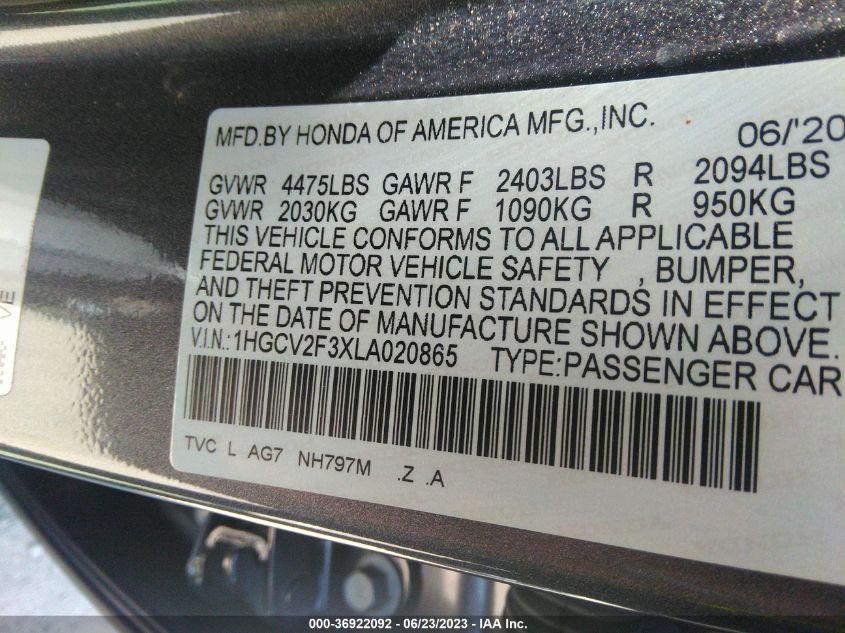 MFD.BY HONDA OF AMERICA MFG.,INC. 06/'20
GVWR 4475LBS GAWR F 2403LBS R 2094LBS
GVWR 2030KG GAWR F 1090KG R 950KG
THIS VEHICLE CONFORMS TO ALL APPLICABLE
FEDERAL MOTOR VEHICLE SAFETY , BUMPER,
AND THEFT PREVENTION STANDARDS IN EFFECT
ON THE DATE OF MANUFACTURE SHOWN ABOVE.
V.I.N.:1HGCV2F3XLA020865 TYPE:PASSENGER CAR
TVC L AG7 NH797M .Z .A
VE
000-36922092 - 06/23/2023 - IAA Inc.